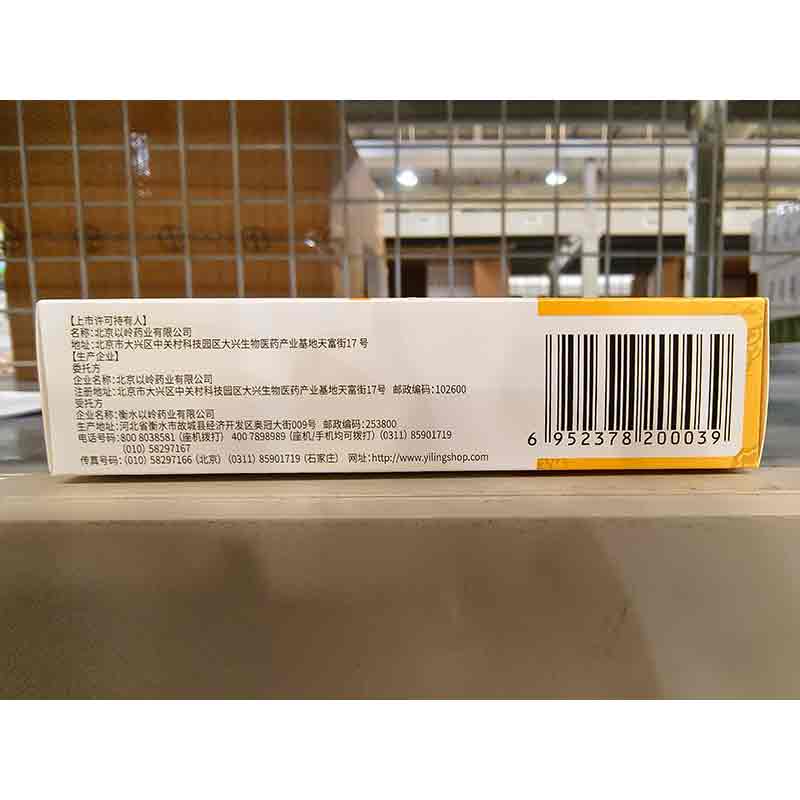 【上市许可持有人】
名称:北京以岭药业有限公司
地址:北京市大兴区中关村科技园区大兴生物医药产业基地天富街17号
【生产企业】
委托方
企业名称:北京以岭药业有限公司
注册地址:北京市大兴区中关村科技园区大兴生物医药产业基地天富街17号 邮政编码:102600
受托方
企业名称:衡水以岭药业有限公司
生产地址:河北省衡水市故城县经济开发区奥冠大街009号 邮政编码:253800
电话号码:800 8038581 (座机拨打) 400 7898989 (座机/手机均可拨打) (0311) 85901719
(010) 58297167
传真号码:(010) 58297166 (北京) (0311) 85901719 (石家庄) 网址:http://www.yilingshop.com
6 952378 200039